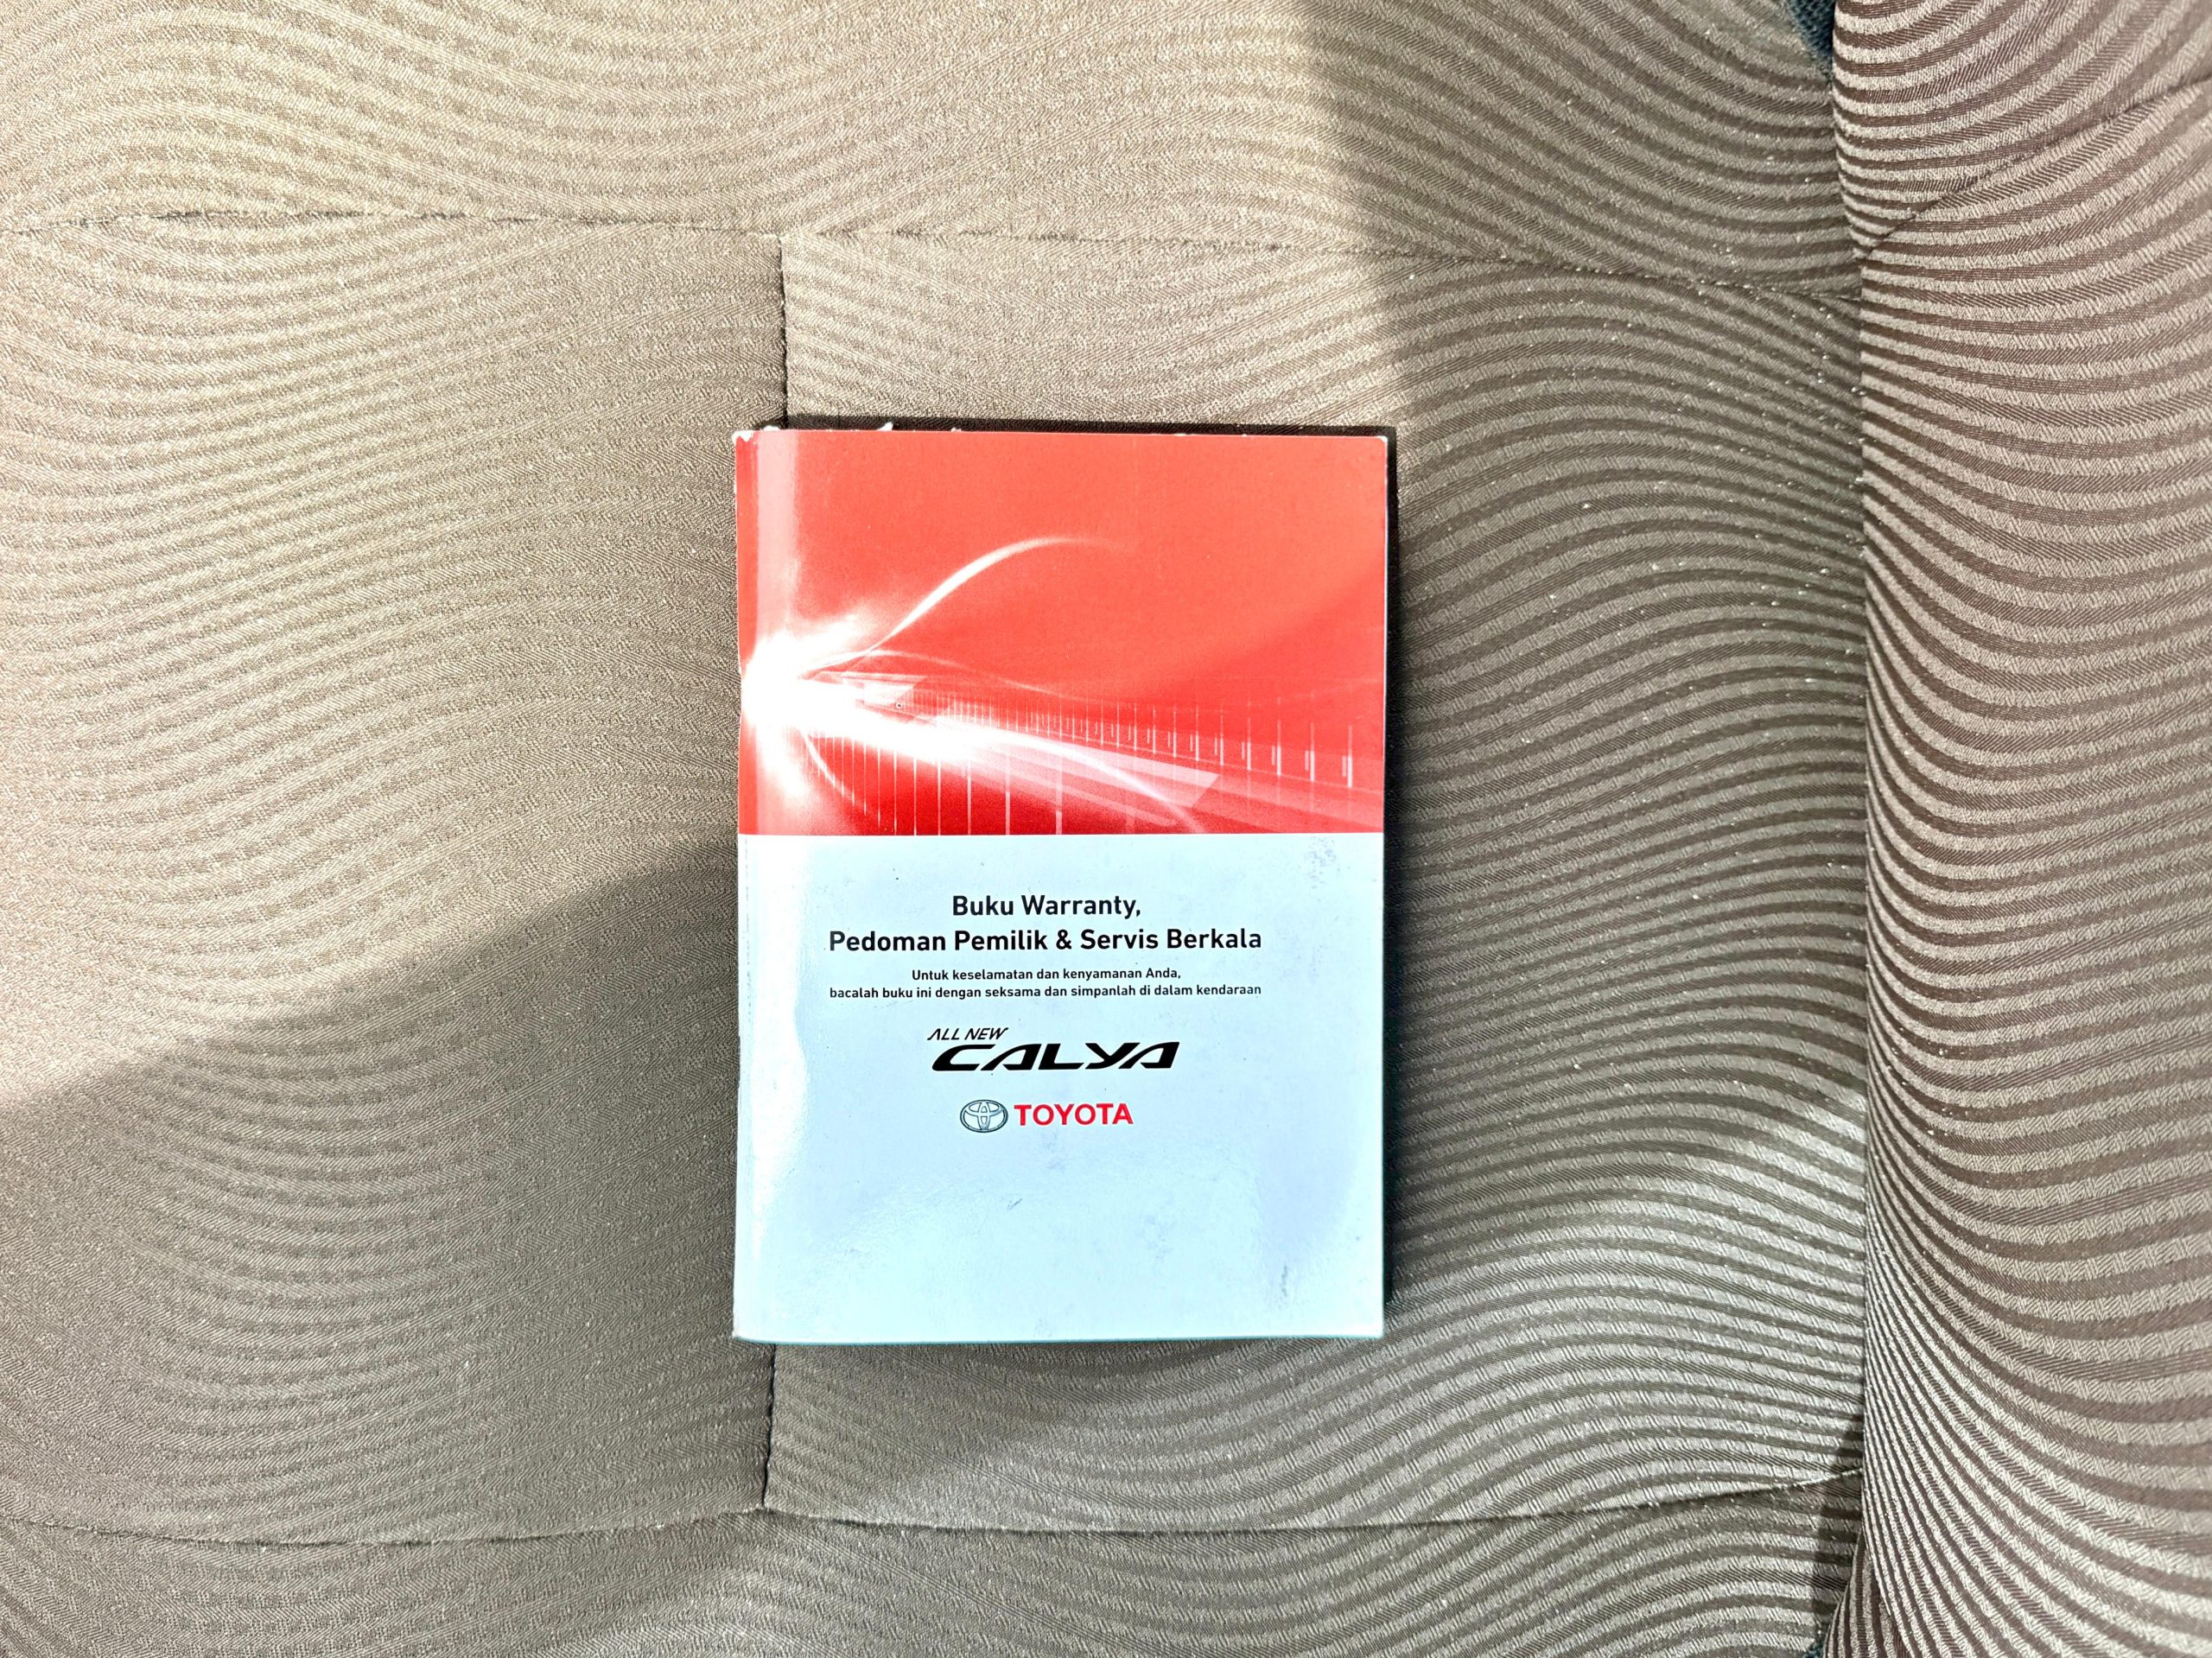 Buku Warranty,
Pedoman Pemilik & Servis Berkala
Untuk keselamatan dan kenyamanan Anda,
bacalah buku ini dengan seksama dan simpanlah di dalam kendaraan
ALL NEW
CALYA
TOYOTA